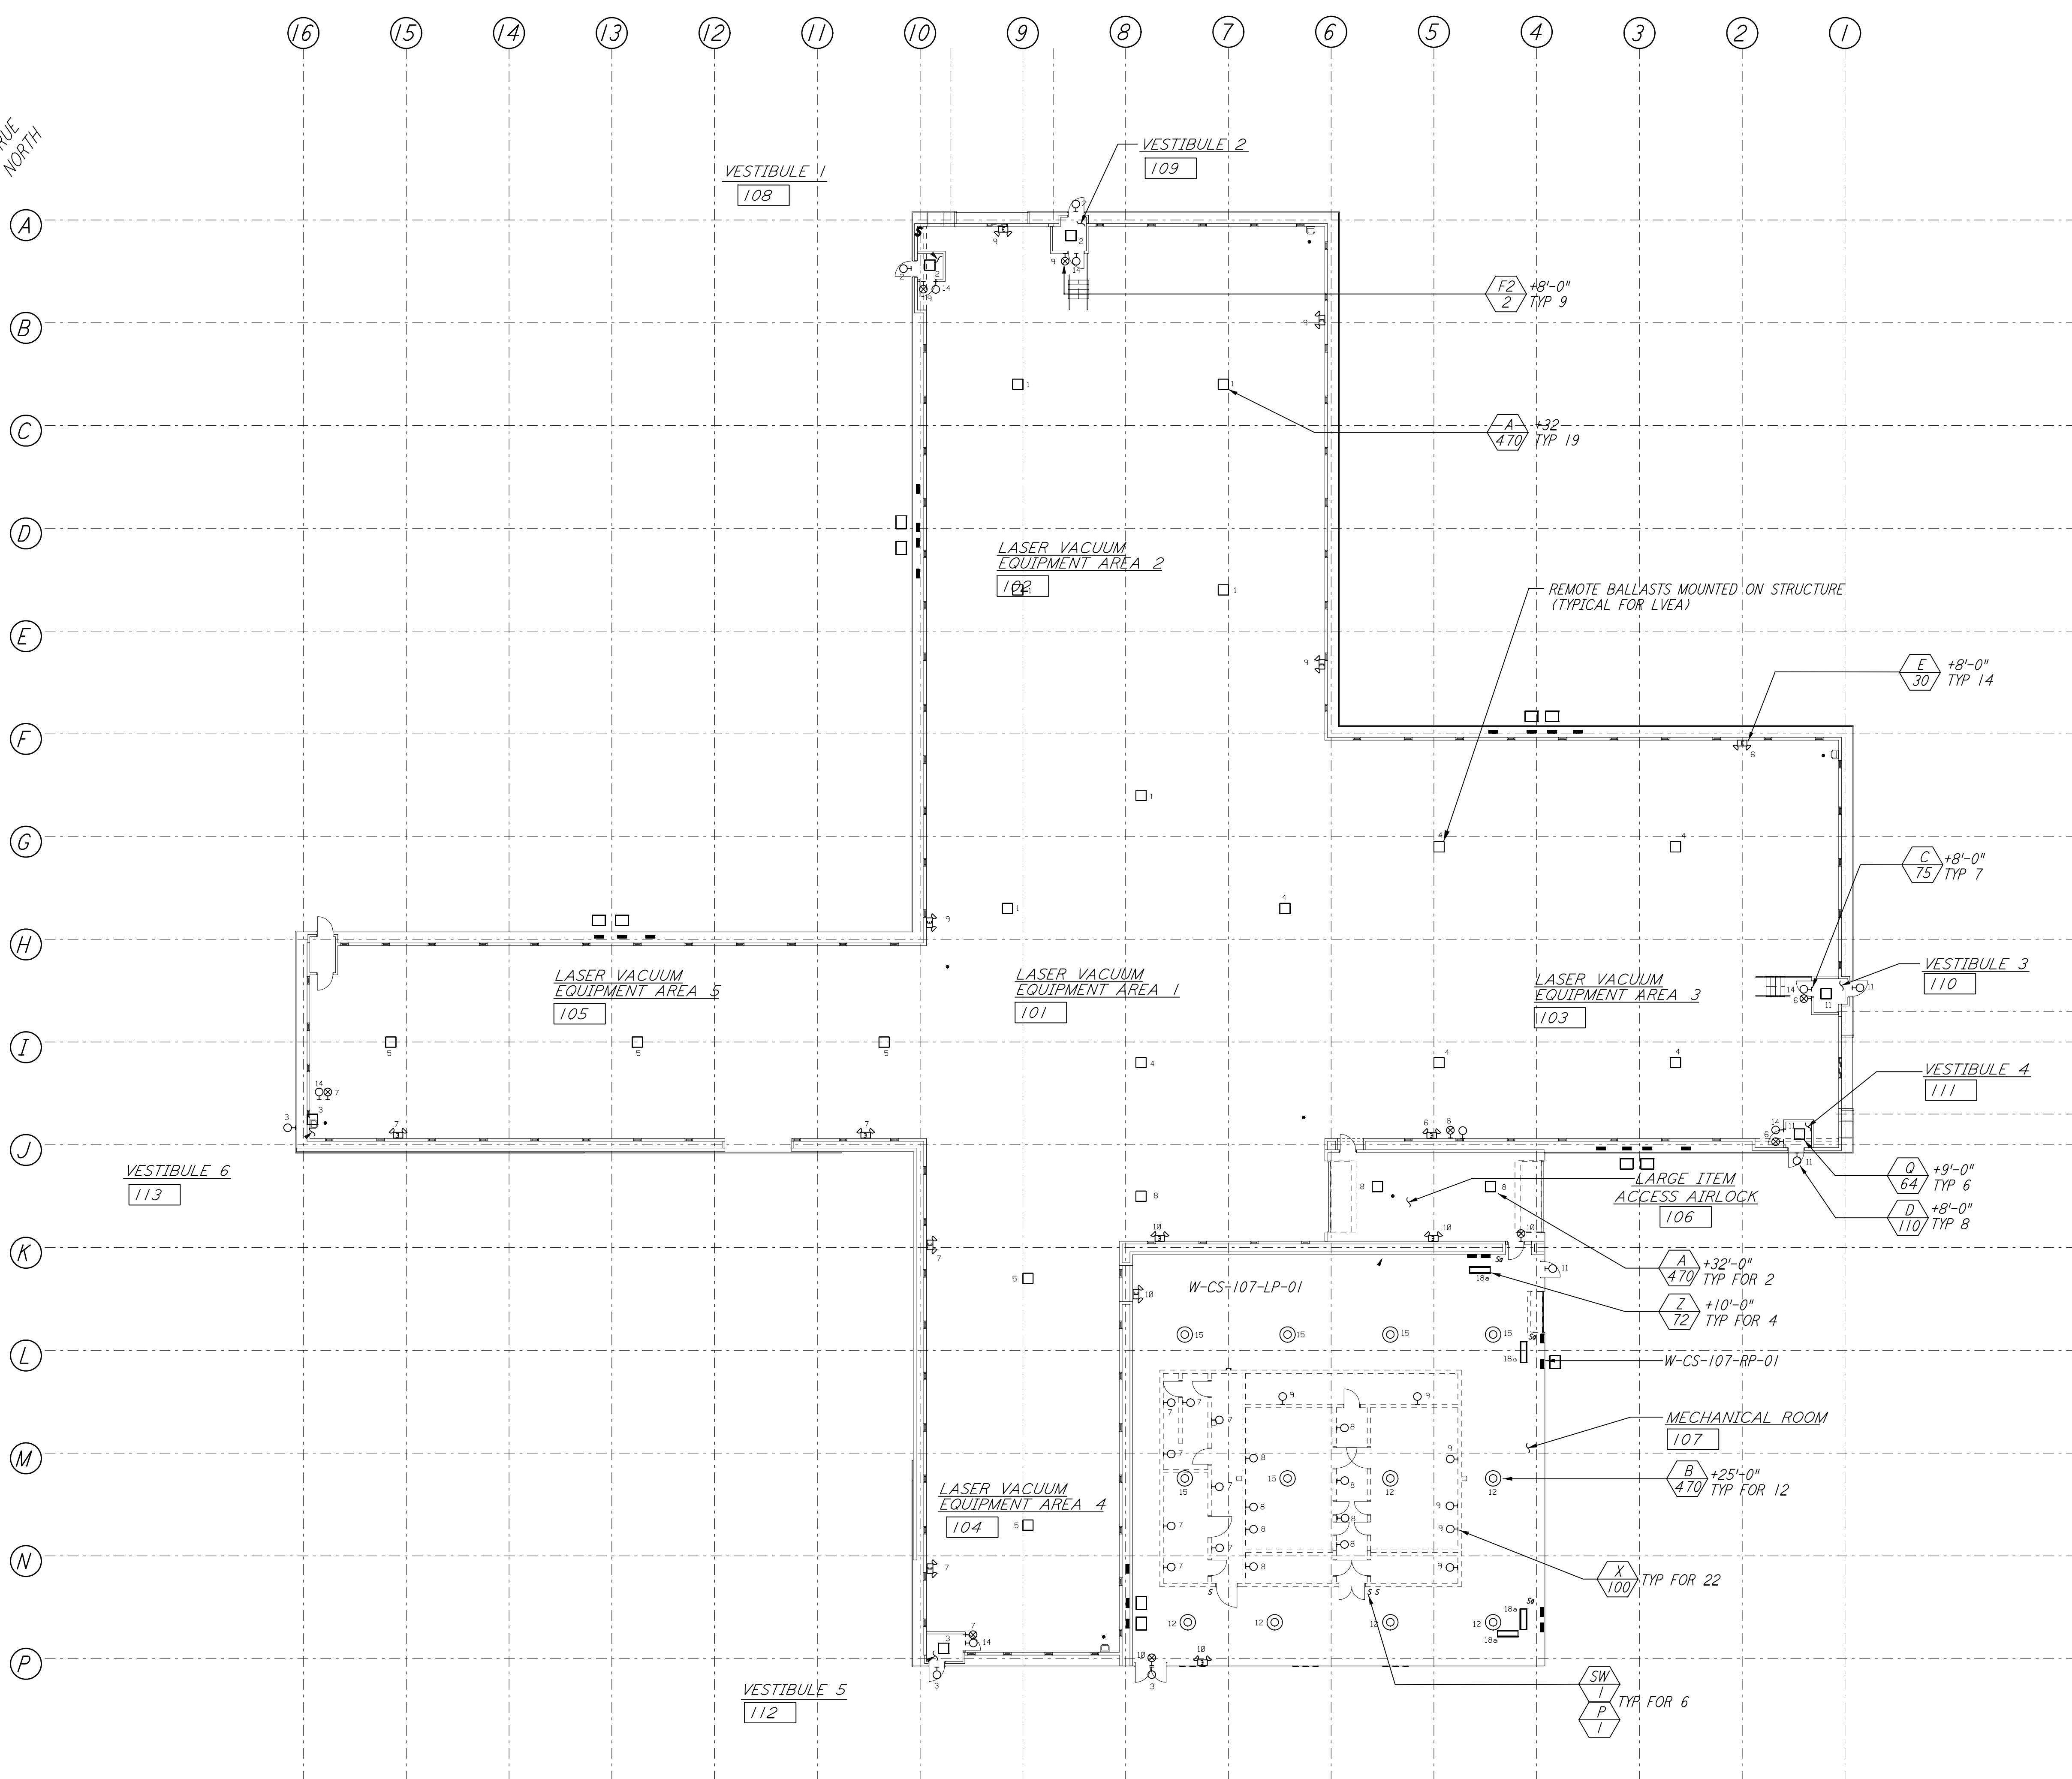 16 15 14 13 12 11 10 9 8 7 6 5 4 3 2 1
NORTH
VESTIBULE 1
108
VESTIBULE 2
109
A
B
C
D
E
F
G
H
I
J
K
L
M
N
P
F2
2
+8'-0"
TYP 9
A
470
+32
TYP 19
LASER VACUUM
EQUIPMENT AREA 2
102
REMOTE BALLASTS MOUNTED ON STRUCTURE
(TYPICAL FOR LVEA)
E
30
+8'-0"
TYP 14
C
75
+8'-0"
TYP 7
LASER VACUUM
EQUIPMENT AREA 5
105
LASER VACUUM
EQUIPMENT AREA 1
101
LASER VACUUM
EQUIPMENT AREA 3
103
VESTIBULE 3
110
VESTIBULE 4
111
VESTIBULE 6
113
LARGE ITEM
ACCESS AIRLOCK
106
Q
64
+9'-0"
TYP 6
D
110
+8'-0"
TYP 8
A
470
+32'-0"
TYP FOR 2
Z
72
+10'-0"
TYP FOR 4
W-CS-107-LP-01
W-CS-107-RP-01
MECHANICAL ROOM
107
B
470
+25'-0"
TYP FOR 12
LASER VACUUM
EQUIPMENT AREA 4
104
X
100
TYP FOR 22
VESTIBULE 5
112
SW
1
P
1
TYP FOR 6